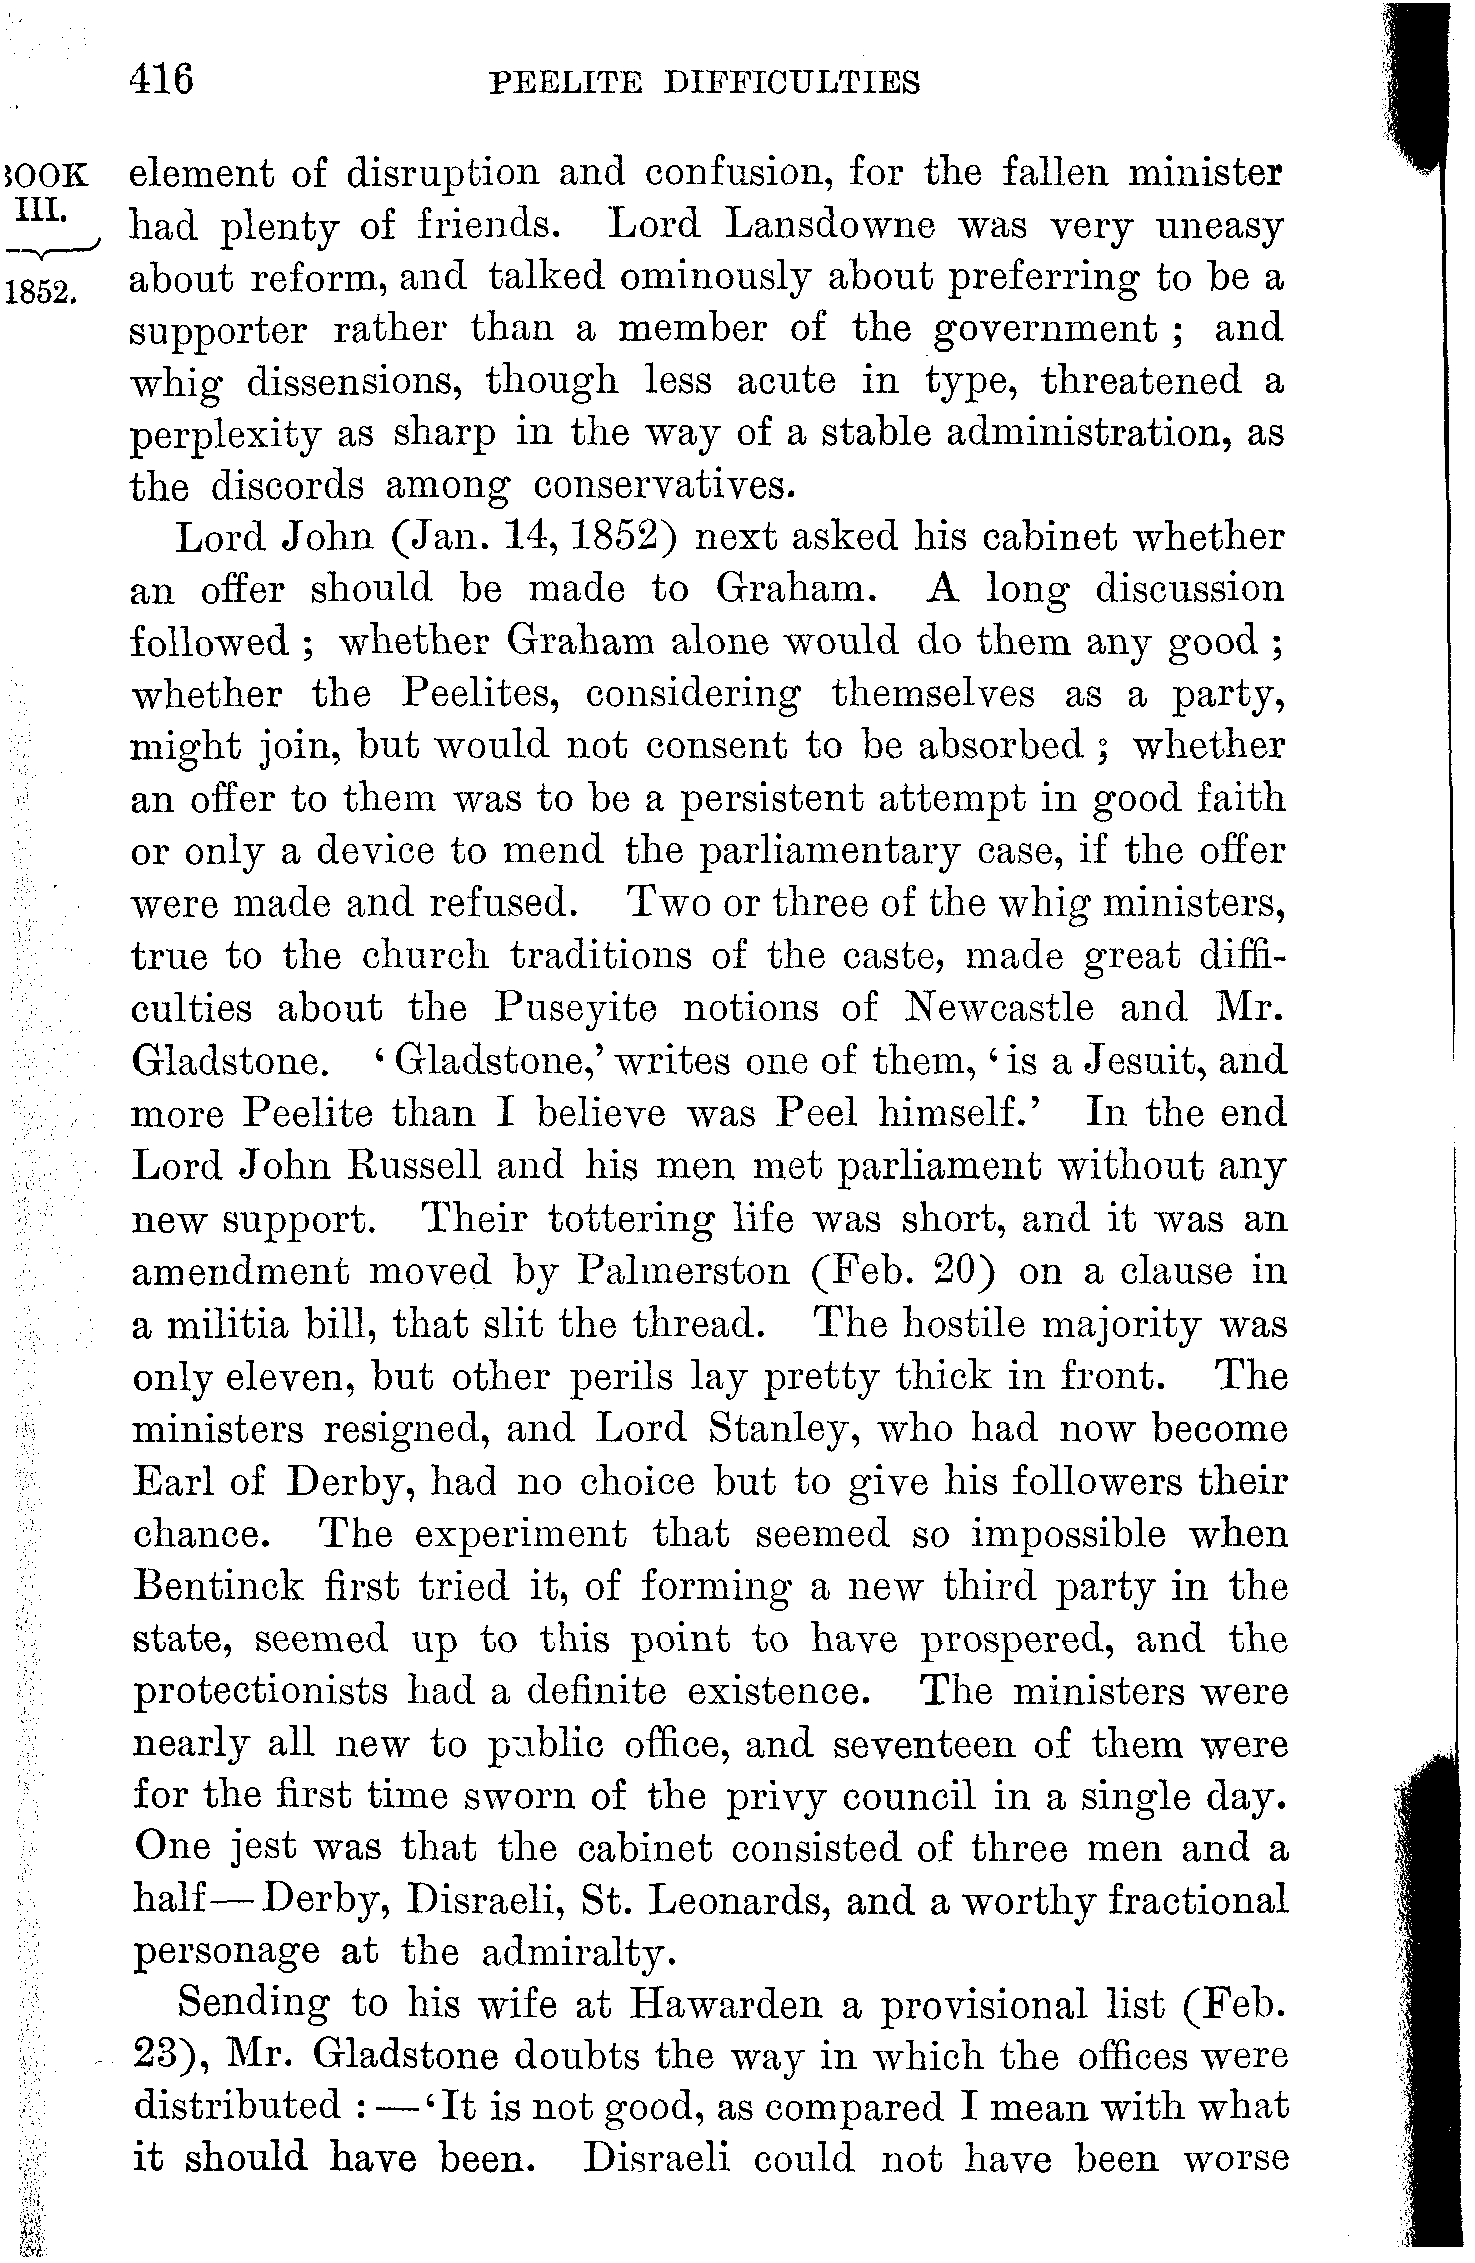 416 PEELITE DIFFICULTIES
BOOK
III.
1852.
element of disruption and confusion, for the fallen minister
had plenty of friends. Lord Lansdowne was very uneasy
about reform, and talked ominously about preferring to be a
supporter rather than a member of the government ; and
whig dissensions, though less acute in type, threatened a
perplexity as sharp in the way of a stable administration, as
the discords among conservatives.
Lord John (Jan. 14, 1852) next asked his cabinet whether
an offer should be made to Graham. A long discussion
followed ; whether Graham alone would do them any good ;
whether the Peelites, considering themselves as a party,
might join, but would not consent to be absorbed ; whether
an offer to them was to be a persistent attempt in good faith
or only a device to mend the parliamentary case, if the offer
were made and refused. Two or three of the whig ministers,
true to the church traditions of the caste, made great diffi-
culties about the Puseyite notions of Newcastle and Mr.
Gladstone. ‘ Gladstone,’ writes one of them, ‘ is a Jesuit, and
more Peelite than I believe was Peel himself.’ In the end
Lord John Russell and his men met parliament without any
new support. Their tottering life was short, and it was an
amendment moved by Palmerston (Feb. 20) on a clause in
a militia bill, that slit the thread. The hostile majority was
only eleven, but other perils lay pretty thick in front. The
ministers resigned, and Lord Stanley, who had now become
Earl of Derby, had no choice but to give his followers their
chance. The experiment that seemed so impossible when
Bentinck first tried it, of forming a new third party in the
state, seemed up to this point to have prospered, and the
protectionists had a definite existence. The ministers were
nearly all new to public office, and seventeen of them were
for the first time sworn of the privy council in a single day.
One jest was that the cabinet consisted of three men and a
half— Derby, Disraeli, St. Leonards, and a worthy fractional
personage at the admiralty.
Sending to his wife at Hawarden a provisional list (Feb.
23), Mr. Gladstone doubts the way in which the offices were
distributed : — ‘ It is not good, as compared I mean with what
it should have been. Disraeli could not have been worse